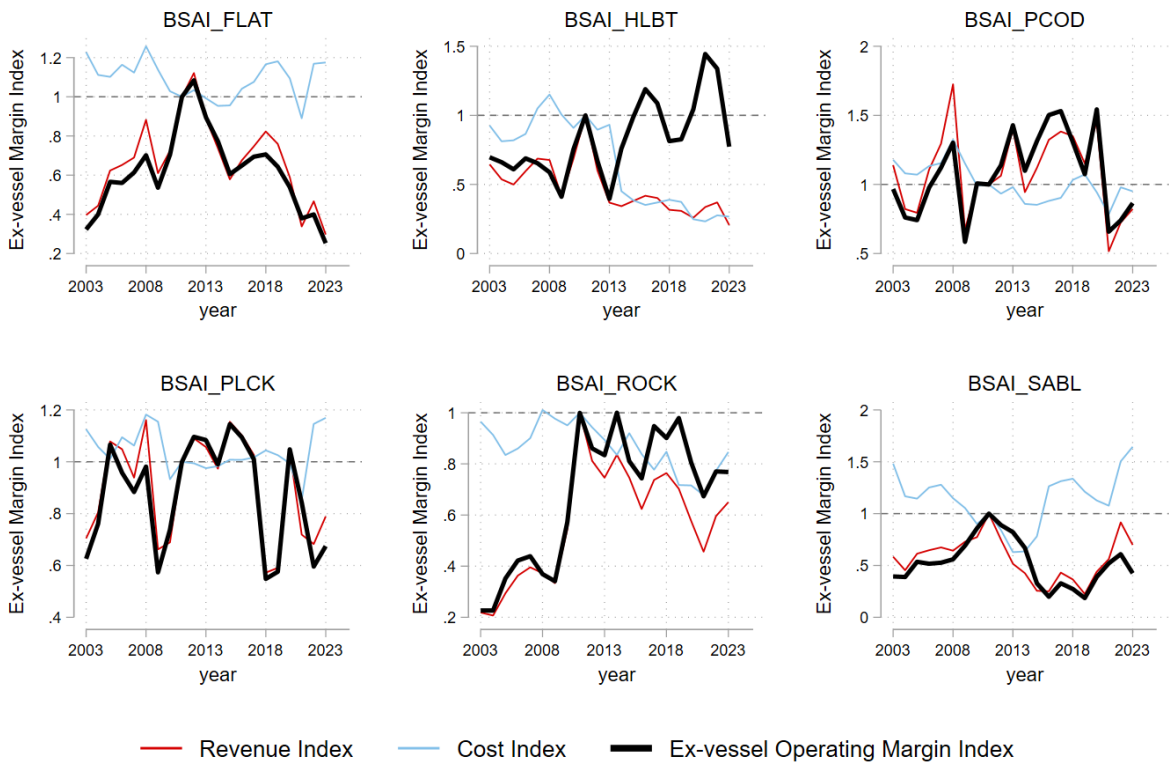 BSAI_FLAT
Ex-vessel Margin Index
1.2
1
.8
.6
.4
.2
2003 2008 2013 2018 2023
year
BSAI_HLBT
Ex-vessel Margin Index
1.5
1
.5
0
2003 2008 2013 2018 2023
year
BSAI_PCOD
Ex-vessel Margin Index
2
1.5
1
.5
2003 2008 2013 2018 2023
year
BSAI_PLCK
Ex-vessel Margin Index
1.2
1
.8
.6
.4
2003 2008 2013 2018 2023
year
BSAI_ROCK
Ex-vessel Margin Index
1
.8
.6
.4
.2
2003 2008 2013 2018 2023
year
BSAI_SABL
Ex-vessel Margin Index
2
1.5
1
.5
0
2003 2008 2013 2018 2023
year
Revenue Index Cost Index Ex-vessel Operating Margin Index